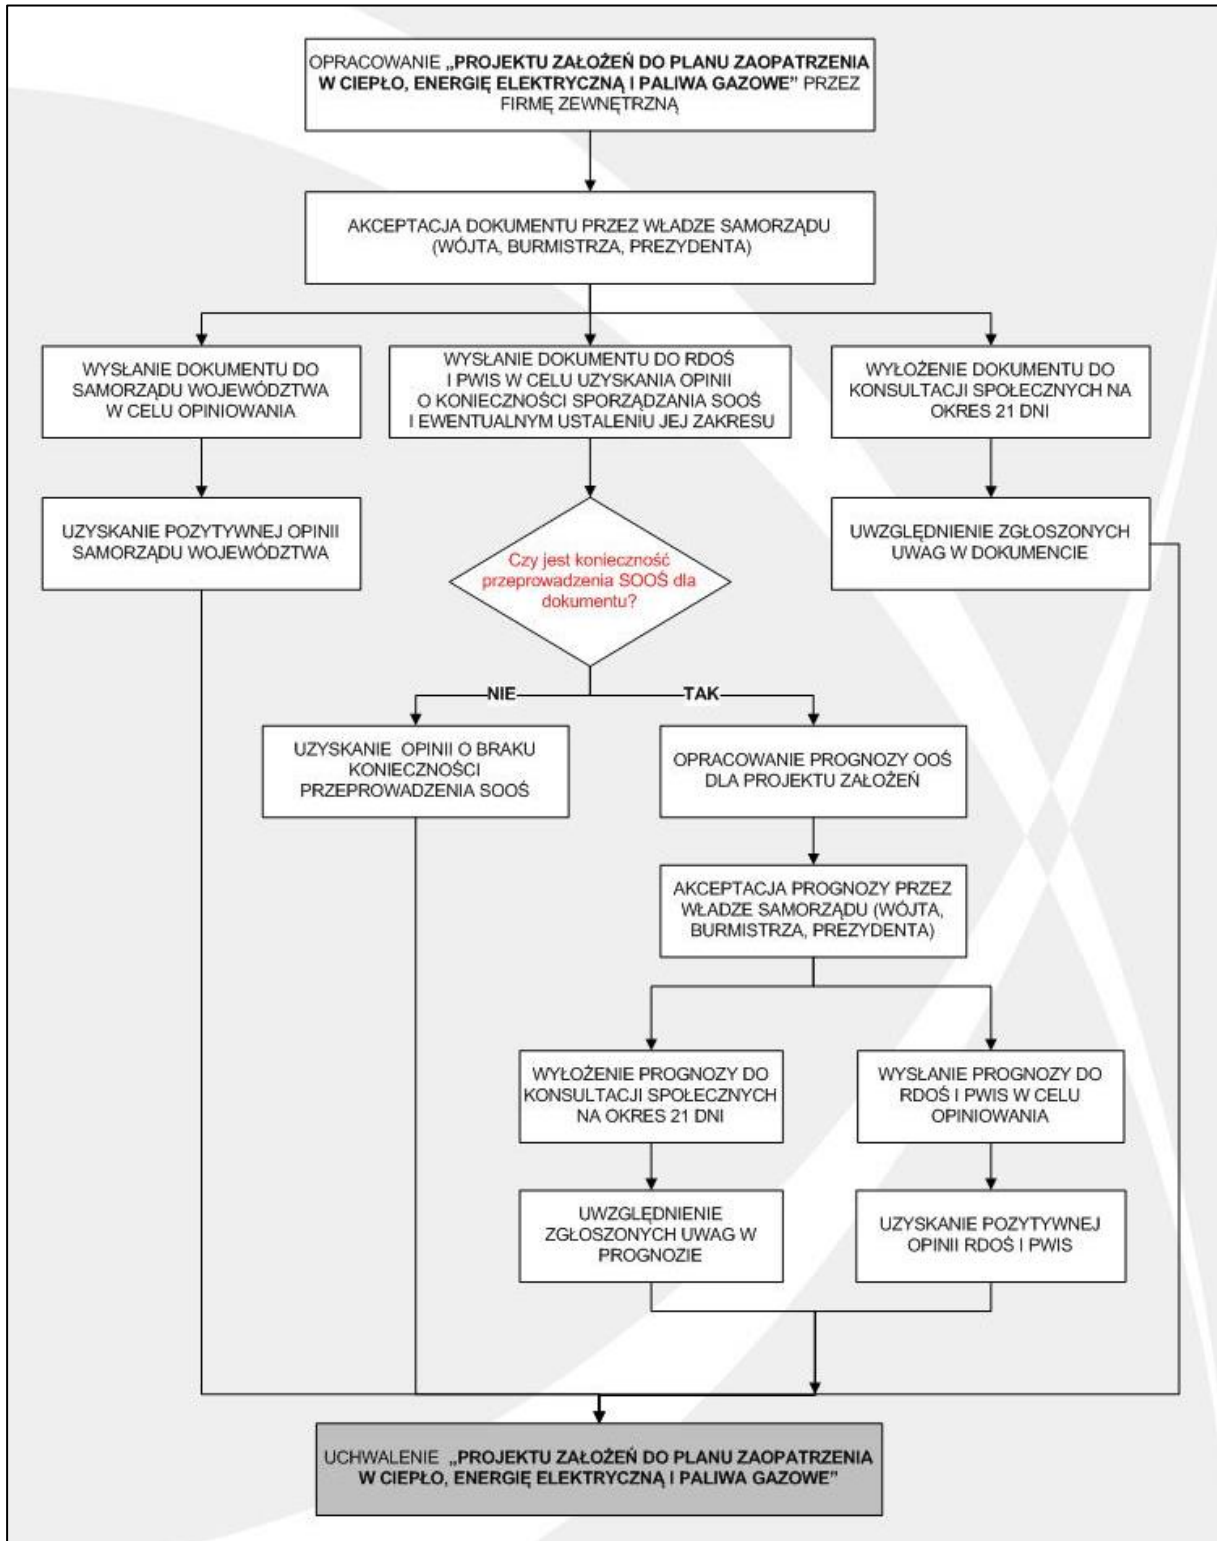 OPRACOWANIE „PROJEKTU ZAŁOŻEŃ DO PLANU ZAOPATRZENIA
W CIEPŁO, ENERGIĘ ELEKTRYCZNĄ I PALIWA GAZOWE” PRZEZ
FIRMĘ ZEWNĘTRZNĄ
AKCEPTACJA DOKUMENTU PRZEZ WŁADZE SAMORZĄDU
(WÓJTA, BURMISTRZA, PREZYDENTA)
WYSŁANIE DOKUMENTU DO
SAMORZĄDU WOJEWÓDZTWA
W CELU OPINIOWANIA
WYSŁANIE DOKUMENTU DO RDOŚ
I PWIS W CELU UZYSKANIA OPINII
O KONIECZNOŚCI SPORZĄDZANIA SOOŚ
I EWENTUALNYM USTALENIU JEJ ZAKRESU
WYŁOŻENIE DOKUMENTU DO
KONSULTACJI SPOŁECZNYCH NA
OKRES 21 DNI
UZYSKANIE POZYTYWNEJ OPINII
SAMORZĄDU WOJEWÓDZTWA
Czy jest konieczność
przeprowadzenia SOOŚ dla
dokumentu?
UWZGLĘDNIENIE ZGŁOSZONYCH
UWAG W DOKUMENCIE
NIE
TAK
UZYSKANIE OPINII O BRAKU
KONIECZNOŚCI
PRZEPROWADZENIA SOOŚ
OPRACOWANIE PROGNOZY OOŚ
DLA PROJEKTU ZAŁOŻEŃ
AKCEPTACJA PROGNOZY PRZEZ
WŁADZE SAMORZĄDU (WÓJTA,
BURMISTRZA, PREZYDENTA)
WYŁOŻENIE PROGNOZY DO
KONSULTACJI SPOŁECZNYCH
NA OKRES 21 DNI
WYSŁANIE PROGNOZY DO
RDOŚ I PWIS W CELU
OPINIOWANIA
UWZGLĘDNIENIE
ZGŁOSZONYCH UWAG W
PROGNOZIE
UZYSKANIE POZYTYWNEJ
OPINII RDOŚ I PWIS
UCHWALENIE „PROJEKTU ZAŁOŻEŃ DO PLANU ZAOPATRZENIA
W CIEPŁO, ENERGIĘ ELEKTRYCZNĄ I PALIWA GAZOWE”